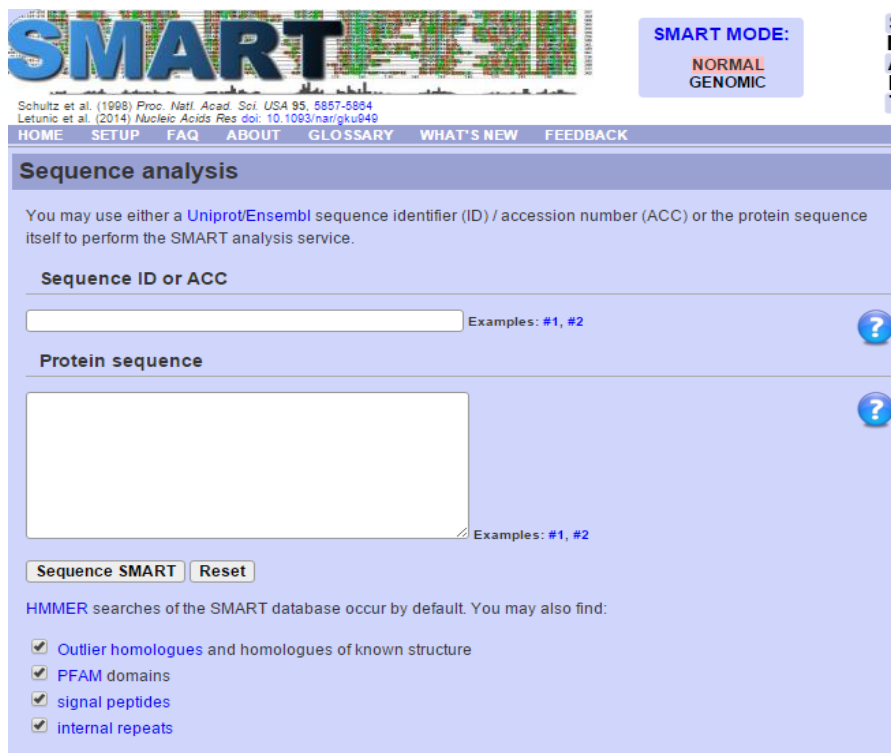 SMART
SMART MODE:
NORMAL
GENOMIC
Schultz et al. (1998) Proc. Natl. Acad. Sci. USA 95, 5857-5864
Letunic et al. (2014) Nucleic Acids Res doi: 10.1093/nar/gku949
HOME SETUP FAQ ABOUT GLOSSARY WHAT'S NEW FEEDBACK
Sequence analysis
You may use either a Uniprot/Ensembl sequence identifier (ID) / accession number (ACC) or the protein sequence
itself to perform the SMART analysis service.
Sequence ID or ACC
Examples: #1, #2
?
Protein sequence
?
Examples: #1, #2
Sequence SMART Reset
HMMER searches of the SMART database occur by default. You may also find:
Outlier homologues and homologues of known structure
PFAM domains
signal peptides
internal repeats